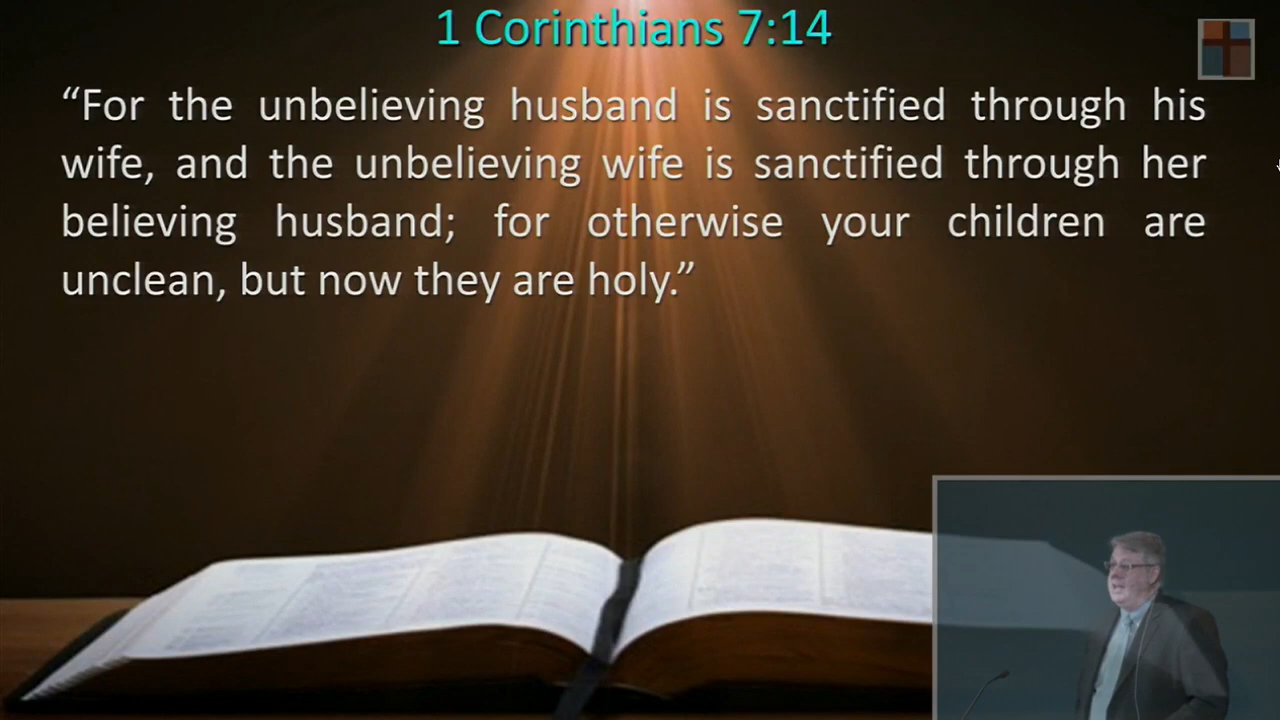 1 Corinthians 7:14
“For the unbelieving husband is sanctified through his
wife, and the unbelieving wife is sanctified through her
believing husband; for otherwise your children are
unclean, but now they are holy.”